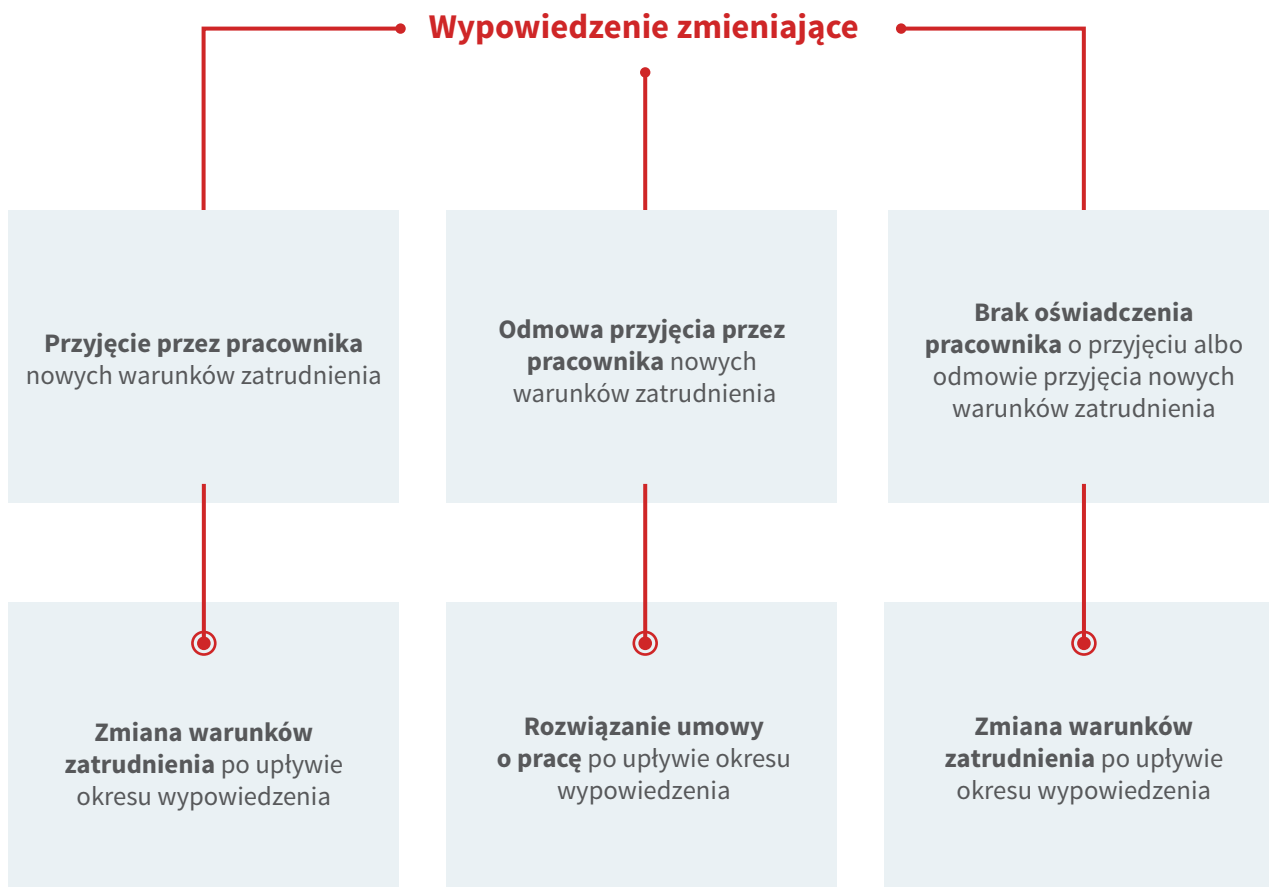 Wypowiedzenie zmieniające
Przyjęcie przez pracownika
nowych warunków zatrudnienia
Odmowa przyjęcia przez
pracownika nowych
warunków zatrudnienia
Brak oświadczenia
pracownika o przyjęciu albo
odmowie przyjęcia nowych
warunków zatrudnienia
Zmiana warunków
zatrudnienia po upływie
okresu wypowiedzenia
Rozwiązanie umowy
o pracę po upływie okresu
wypowiedzenia
Zmiana warunków
zatrudnienia po upływie
okresu wypowiedzenia